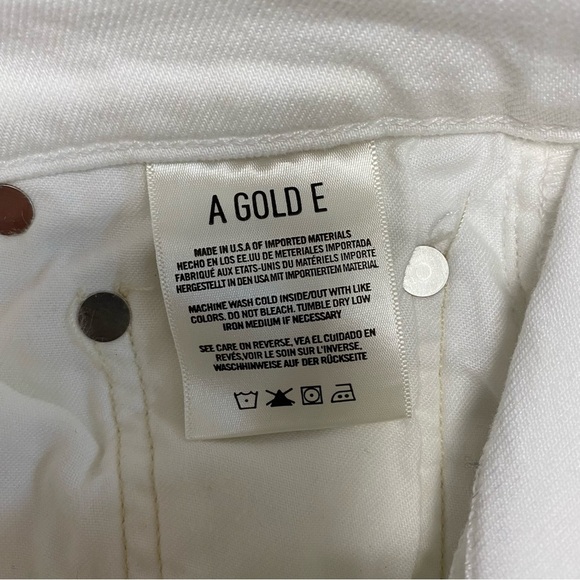 A GOLD E
MADE IN U.S.A OF IMPORTED MATERIALS
HECHO EN LOS EE.UU DE METERIALES IMPORTADA
FABRIQUÉ AUX ETATS-UNIS DU MATÉRIELS IMPORTÉ
HERGESTELLT IN DEN USA MIT IMPORTIERTEM MATERIAL
MACHINE WASH COLD INSIDE/OUT WITH LIKE
COLORS. DO NOT BLEACH. TUMBLE DRY LOW
IRON MEDIUM IF NECESSARY
SEE CARE ON REVERSE, VEA EL CUIDADO EN
REVÉS,VOIR LE SOIN SUR L'INVERSE.
WASCHHINWEISE AUF DER RÜCKSEITE